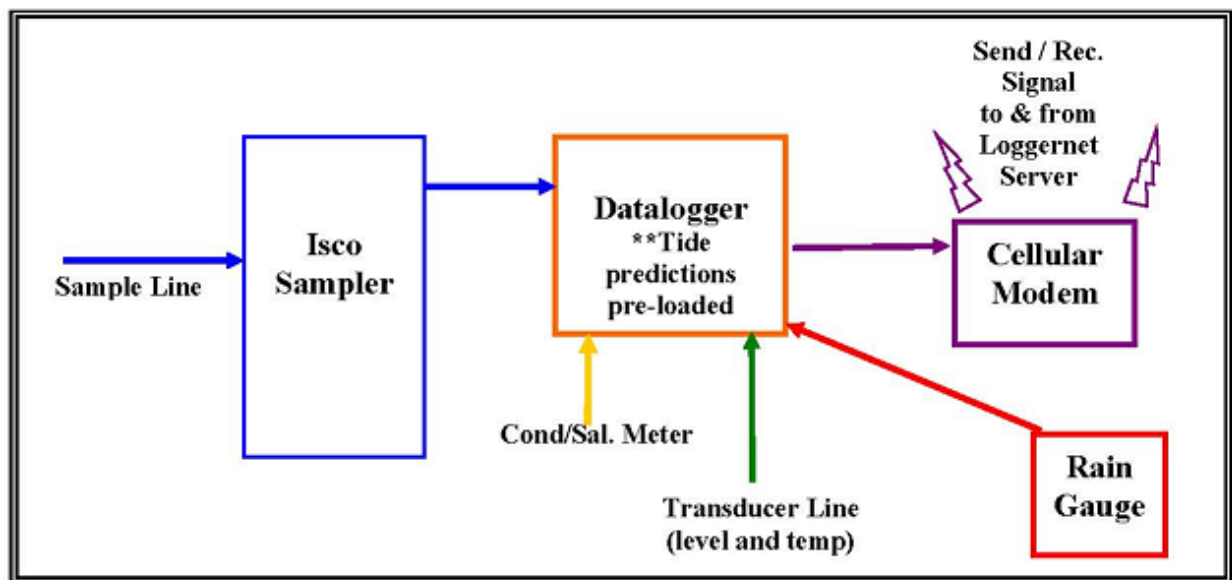 Sample Line
Isco
Sampler
Datalogger
**Tide
predictions
pre-loaded
Send / Rec.
Signal
to & from
Loggernet
Server
Cellular
Modem
Cond/Sal. Meter
Transducer Line
(level and temp)
Rain
Gauge